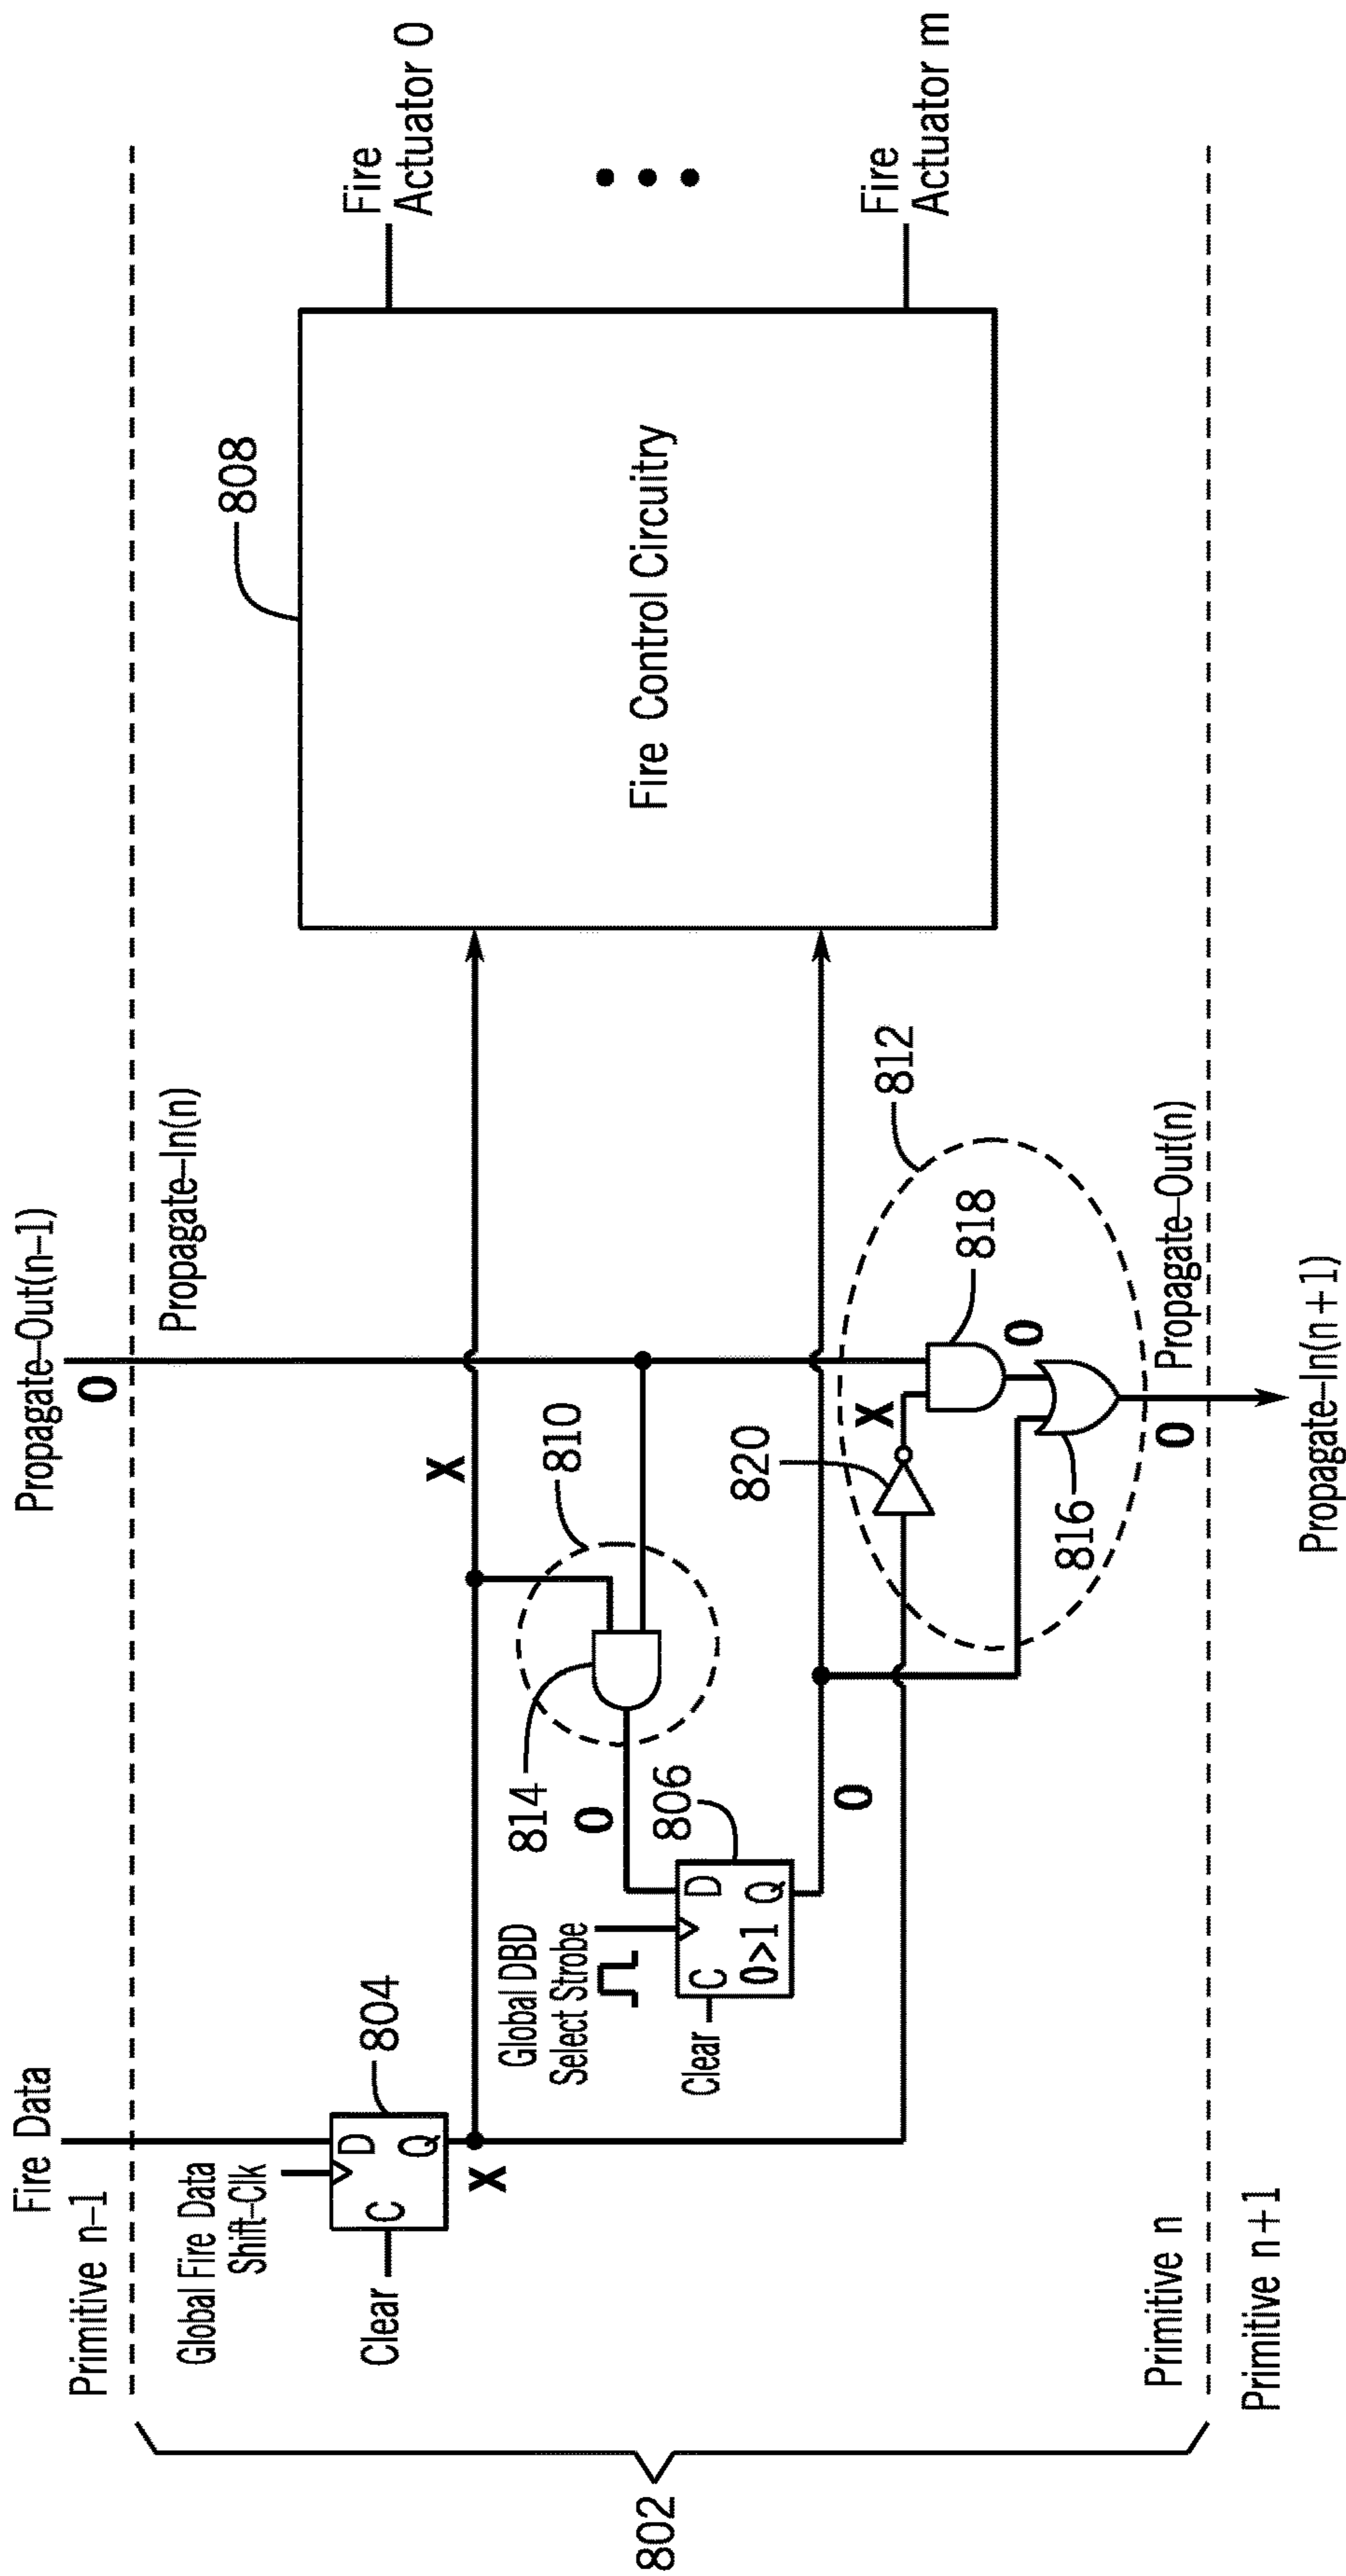 Fire Data
Primitive n–1
Propagate–Out(n–1)
0
Propagate–In(n)
Global Fire Data
Shift–Clk
Clear
D
C
Q
804
X
X
808
Fire Control Circuitry
Fire
Actuator 0
Fire
Actuator m
810
814
0
Global DBD
Select Strobe
Clear
D
C
Q
0>1
806
0
820
X
812
818
0
816
Propagate–Out(n)
0
Primitive n
Primitive n+1
Propagate–In(n+1)
802